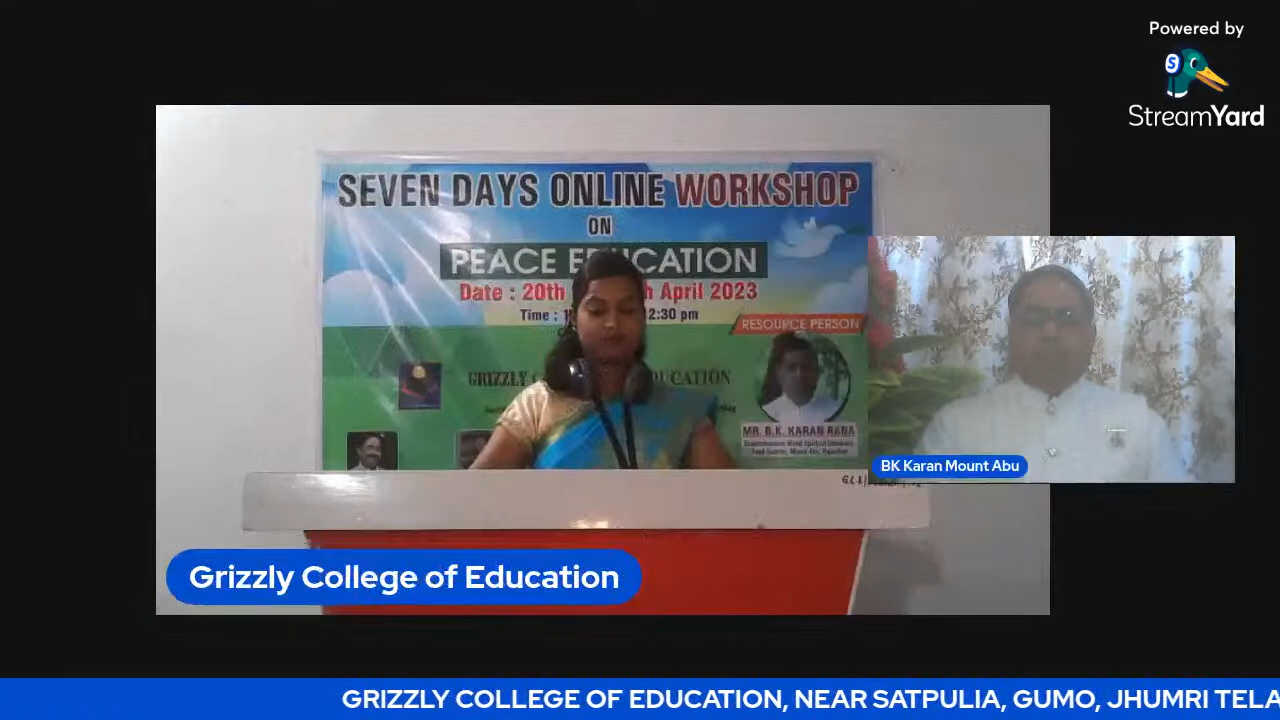 Powered by
StreamYard
SEVEN DAYS ONLINE WORKSHOP
ON
PEACE EDUCATION
Date : 20th April 2023
Time : 12:30 pm
RESOURCE PERSON
GRIZZLY EDUCATION
MR. B.K. KARAN RANA
BK Karan Mount Abu
Grizzly College of Education
GRIZZLY COLLEGE OF EDUCATION, NEAR SATPULIA, GUMO, JHUMRI TELA